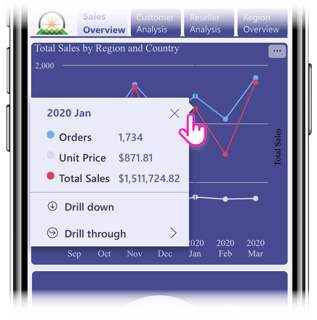 Sales Overview
Customer Analysis
Reseller Analysis
Region Overview
Total Sales by Region and Country
2,000
2020 Jan
Orders 1,734
Unit Price $871.81
Total Sales $1,511,724.82
Drill down
Drill through
Total Sales
2020 2020 2020
Sep Oct Nov Dec Jan Feb Mar